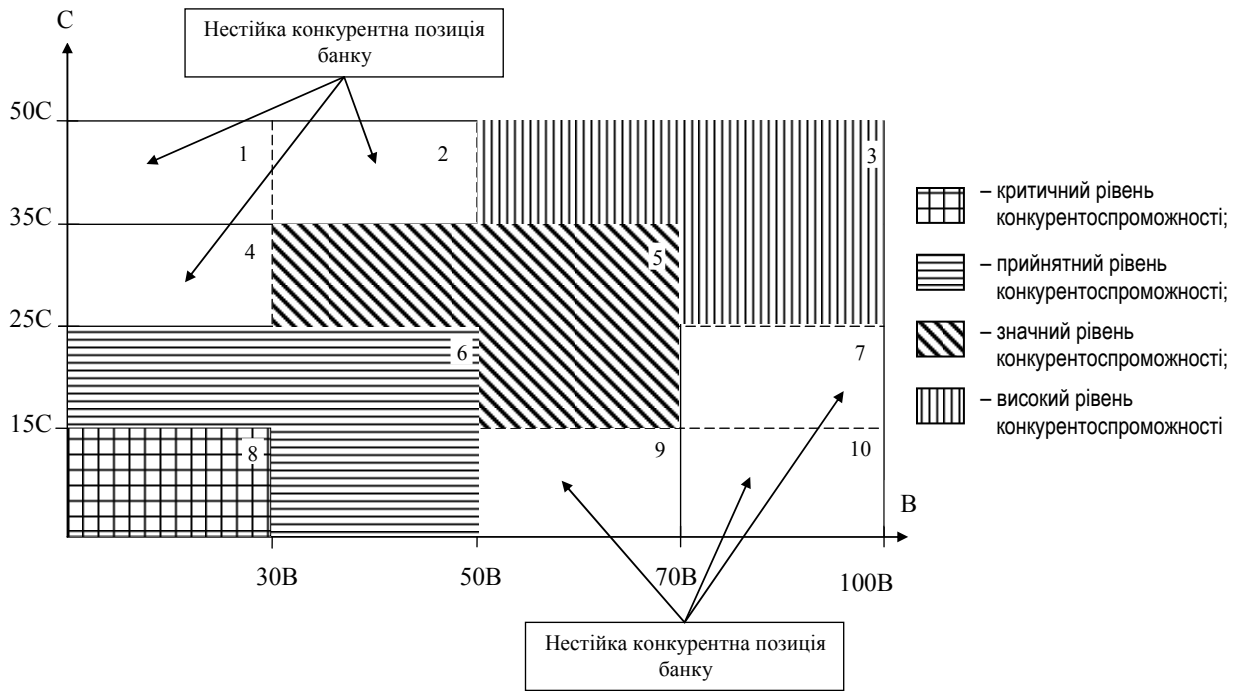 C
Нестійка конкурентна позиція
банку
50C
1
2
3
35C
4
5
25C
6
7
15C
8
9
10
B
30B
50B
70B
100B
– критичний рівень
конкурентоспроможності;
– прийнятний рівень
конкурентоспроможності;
– значний рівень
конкурентоспроможності;
– високий рівень
конкурентоспроможності
Нестійка конкурентна позиція
банку